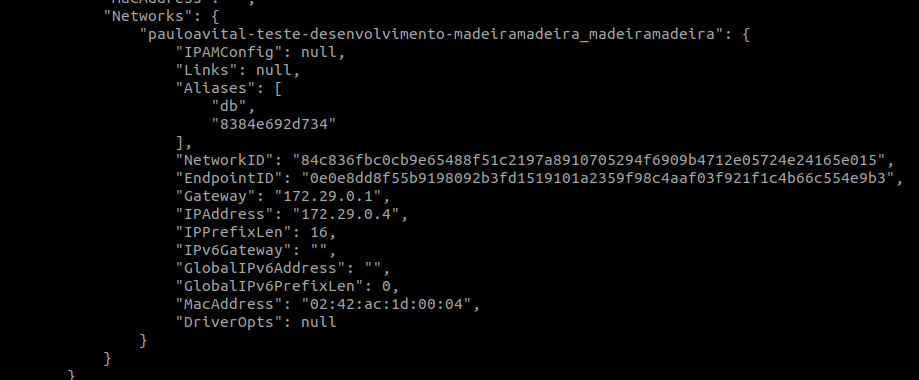 "MacAddress": "",
"Networks": {
"pauloavital-teste-desenvolvimento-madeiramadeira_madeiramadeira": {
"IPAMConfig": null,
"Links": null,
"Aliases": [
"db",
"8384e692d734"
],
"NetworkID": "84c836fbc0cb9e65488f51c2197a8910705294f6909b4712e05724e24165e015",
"EndpointID": "0e0e8dd8f55b9198092b3fd1519101a2359f98c4aaf03f921f1c4b66c554e9b3",
"Gateway": "172.29.0.1",
"IPAddress": "172.29.0.4",
"IPPrefixLen": 16,
"IPv6Gateway": "",
"GlobalIPv6Address": "",
"GlobalIPv6PrefixLen": 0,
"MacAddress": "02:42:ac:1d:00:04",
"DriverOpts": null
}
}
}